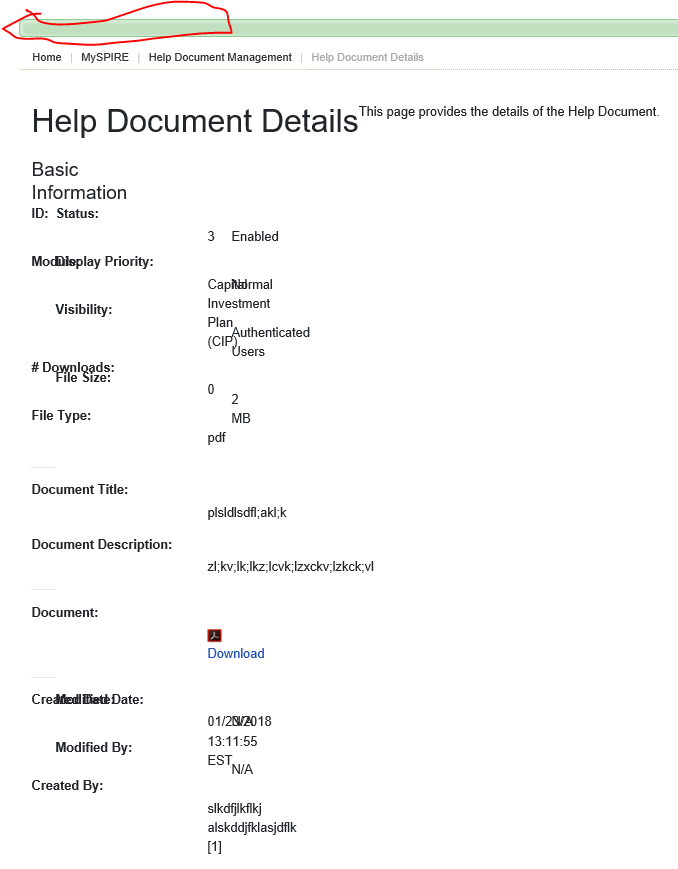 Home | MySPIRE | Help Document Management | Help Document Details
Help Document Details This page provides the details of the Help Document.
Basic
Information
ID: Status:
3 Enabled
Module: Display Priority:
Capital Normal
Investment
Visibility:
Plan
(CIP) Authenticated
Users
# Downloads:
File Size:
0
2
File Type:
MB
pdf
Document Title:
plsldlsdfl;akl;k
Document Description:
zl;kv;lk;lkz;lcvk;lzxckv;lzkck;vl
Document:
Download
Created Date: Modified Date:
01/23/2018 N/A
13:11:55
Modified By:
EST
N/A
Created By:
slkdfjlkflkj
alskddjfklasjdflk
[1]